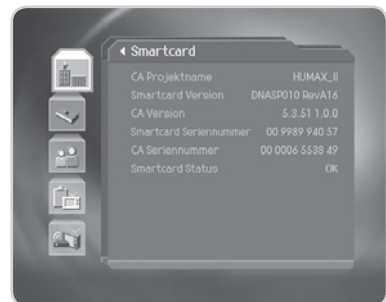 Smartcard
CA Projektname HUMAX_II
Smartcard Version DNASP010 RevA16
CA Version 5.3.51 1.0.0
Smartcard Seriennummer 00 9989 940 57
CA Seriennummer 00 0006 5538 49
Smartcard Status OK